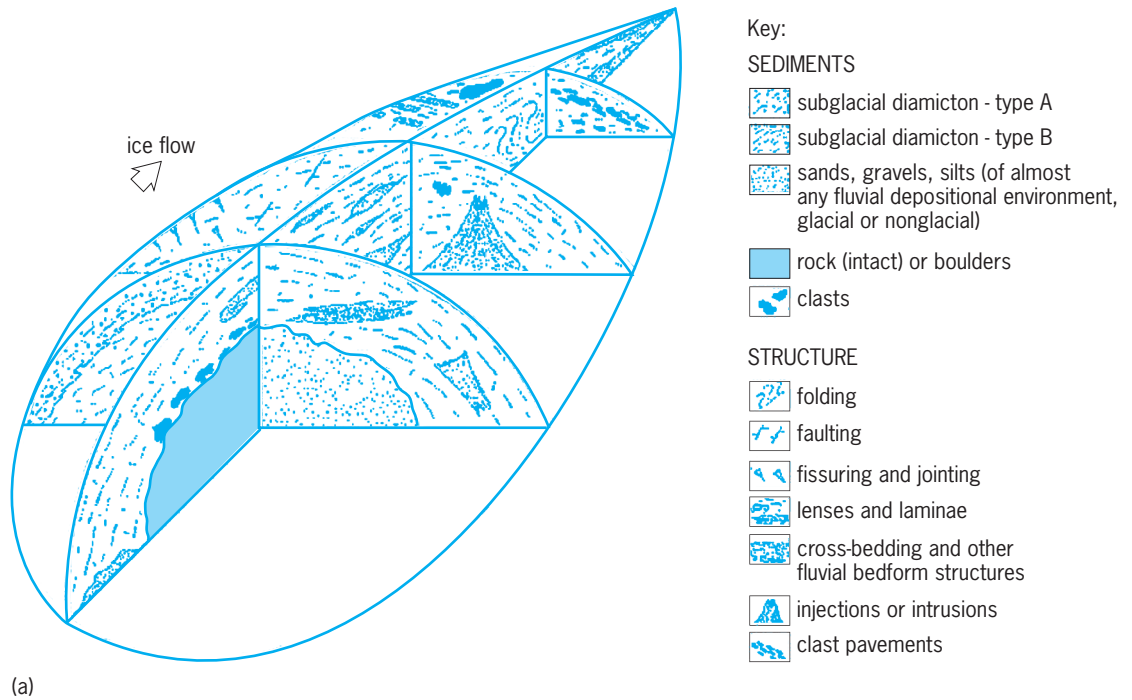 ice flow
(a)
Key:
SEDIMENTS
subglacial diamicton - type A
subglacial diamicton - type B
sands, gravels, silts (of almost
any fluvial depositional environment,
glacial or nonglacial)
rock (intact) or boulders
clasts
STRUCTURE
folding
faulting
fissuring and jointing
lenses and laminae
cross-bedding and other
fluvial bedform structures
injections or intrusions
clast pavements